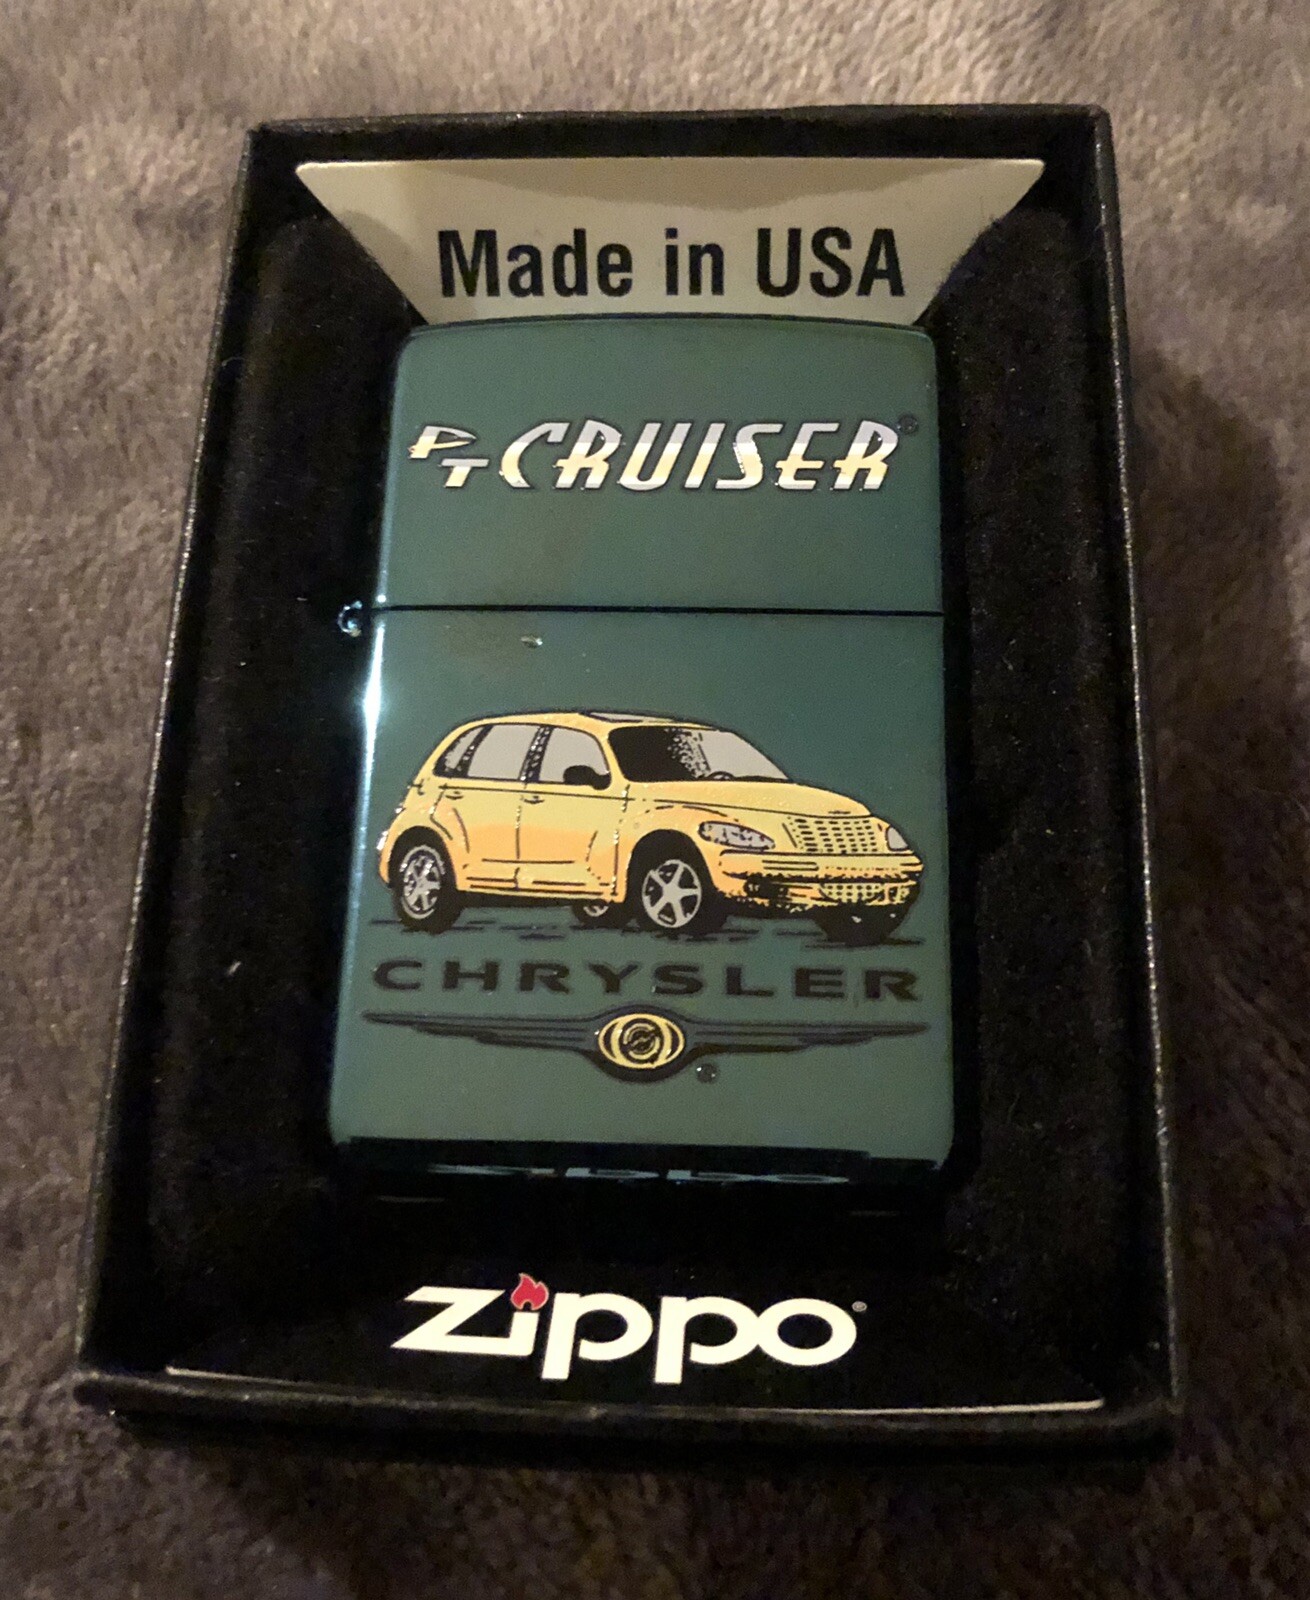 Made in USA
PT CRUISER®
CHRYSLER
®
zippo®